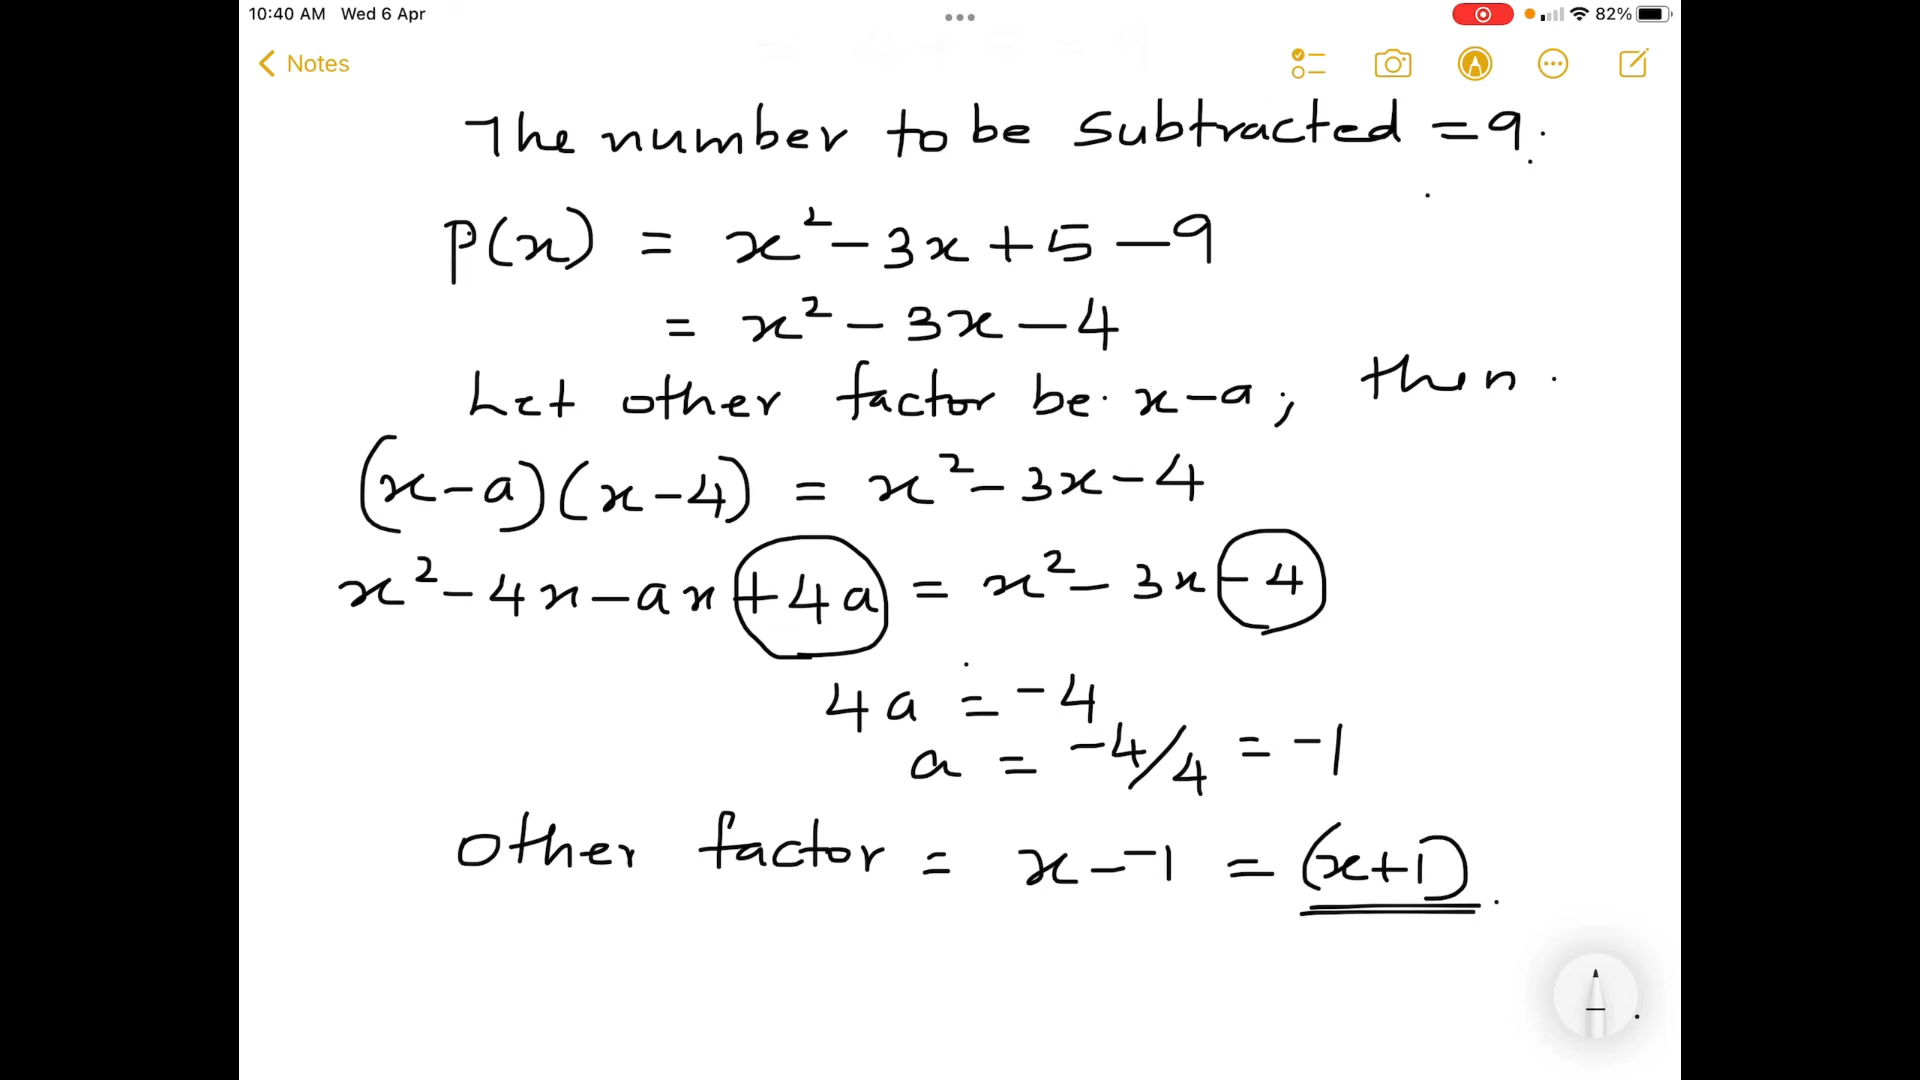 10:40 AM Wed 6 Apr 82%
Notes
The number to be subtracted = 9.
P(x) = x² - 3x + 5 - 9
= x² - 3x - 4
Let other factor be x-a, then
(x-a)(x-4) = x² - 3x - 4
x² - 4x - ax + 4a = x² - 3x - 4
4a = -4
a = -4/4 = -1
Other factor = x - -1 = (x+1)